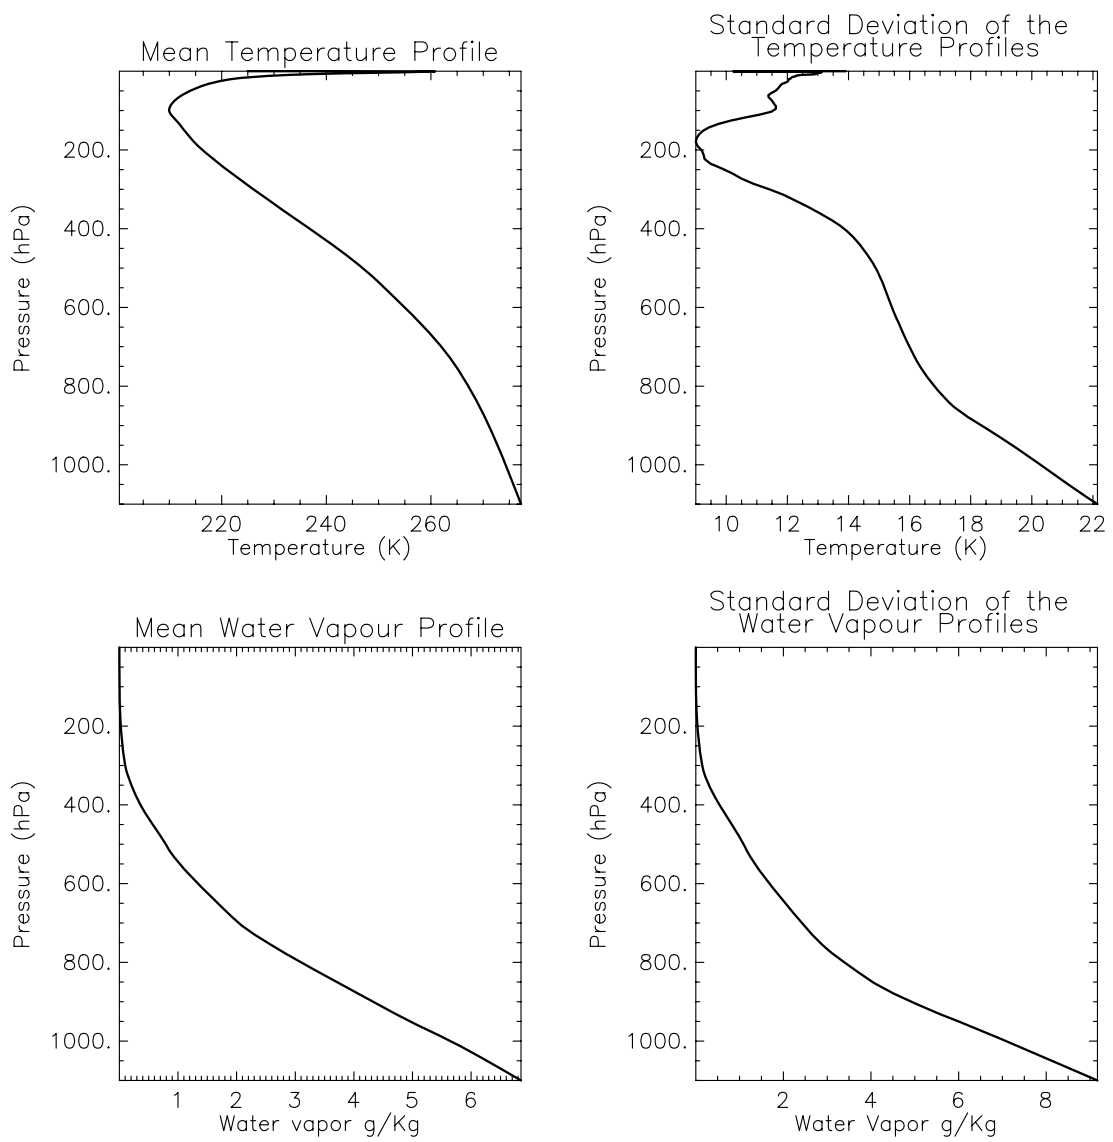 Mean Temperature Profile
Standard Deviation of the
Temperature Profiles
200.
400.
600.
800.
1000.
Pressure (hPa)
220 240 260
Temperature (K)
200.
400.
600.
800.
1000.
Pressure (hPa)
10 12 14 16 18 20 22
Temperature (K)
Mean Water Vapour Profile
Standard Deviation of the
Water Vapour Profiles
200.
400.
600.
800.
1000.
Pressure (hPa)
1 2 3 4 5 6
Water vapor g/Kg
200.
400.
600.
800.
1000.
Pressure (hPa)
2 4 6 8
Water Vapor g/Kg